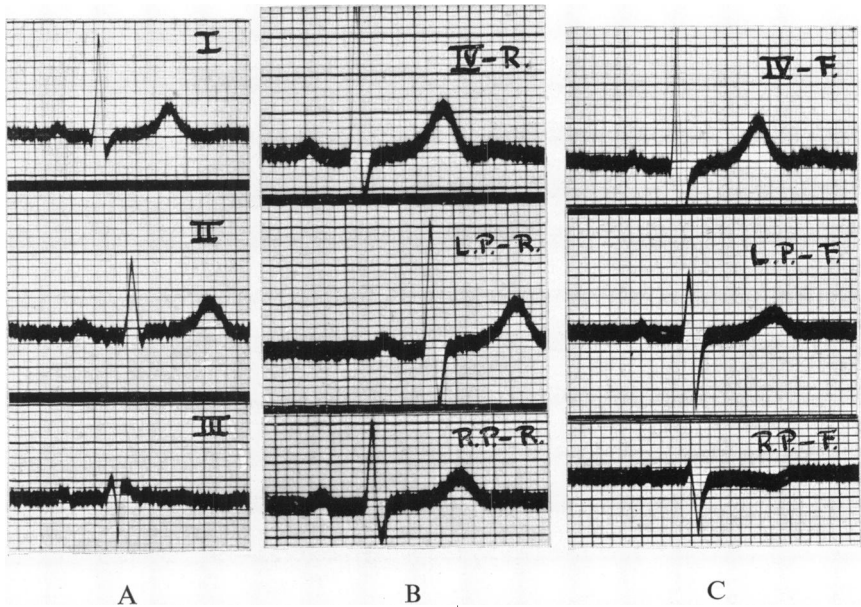 I
II
III
IV-R.
L.P.-R.
R.P.-R.
IV-F.
L.P.-F.
R.P.-F.
A
B
C